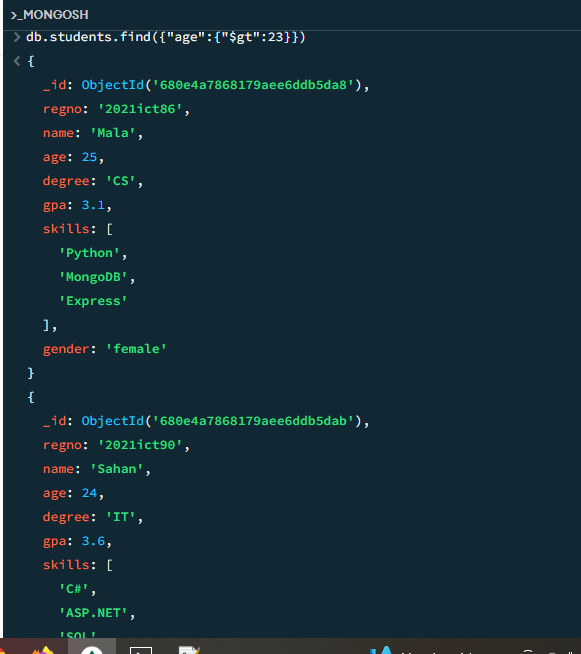 >_MONGOSH
> db.students.find({"age":{"$gt":23}})
< {
_id: ObjectId('680e4a7868179aee6ddb5da8'),
regno: '2021ict86',
name: 'Mala',
age: 25,
degree: 'CS',
gpa: 3.1,
skills: [
'Python',
'MongoDB',
'Express'
],
gender: 'female'
}
{
_id: ObjectId('680e4a7868179aee6ddb5dab'),
regno: '2021ict90',
name: 'Sahan',
age: 24,
degree: 'IT',
gpa: 3.6,
skills: [
'C#',
'ASP.NET',
'SQL'